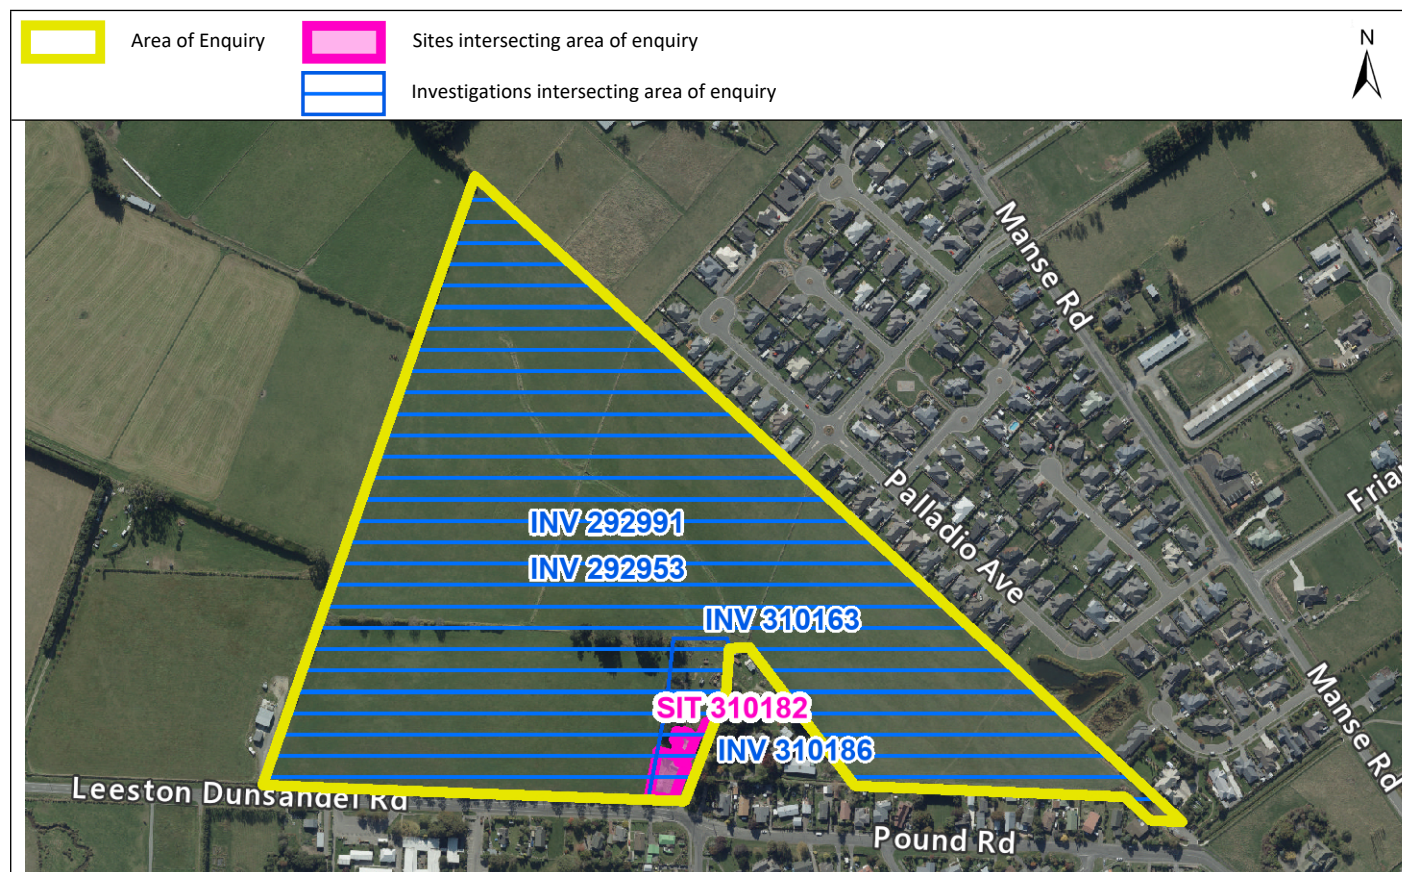 Area of Enquiry
Sites intersecting area of enquiry
N
Investigations intersecting area of enquiry
Manse Rd
Palladio Ave
Fria
INV 292991
INV 292953
INV 310163
SIT 310182
INV 310186
Manse Rd
Leeston Dunsandel Rd
Pound Rd